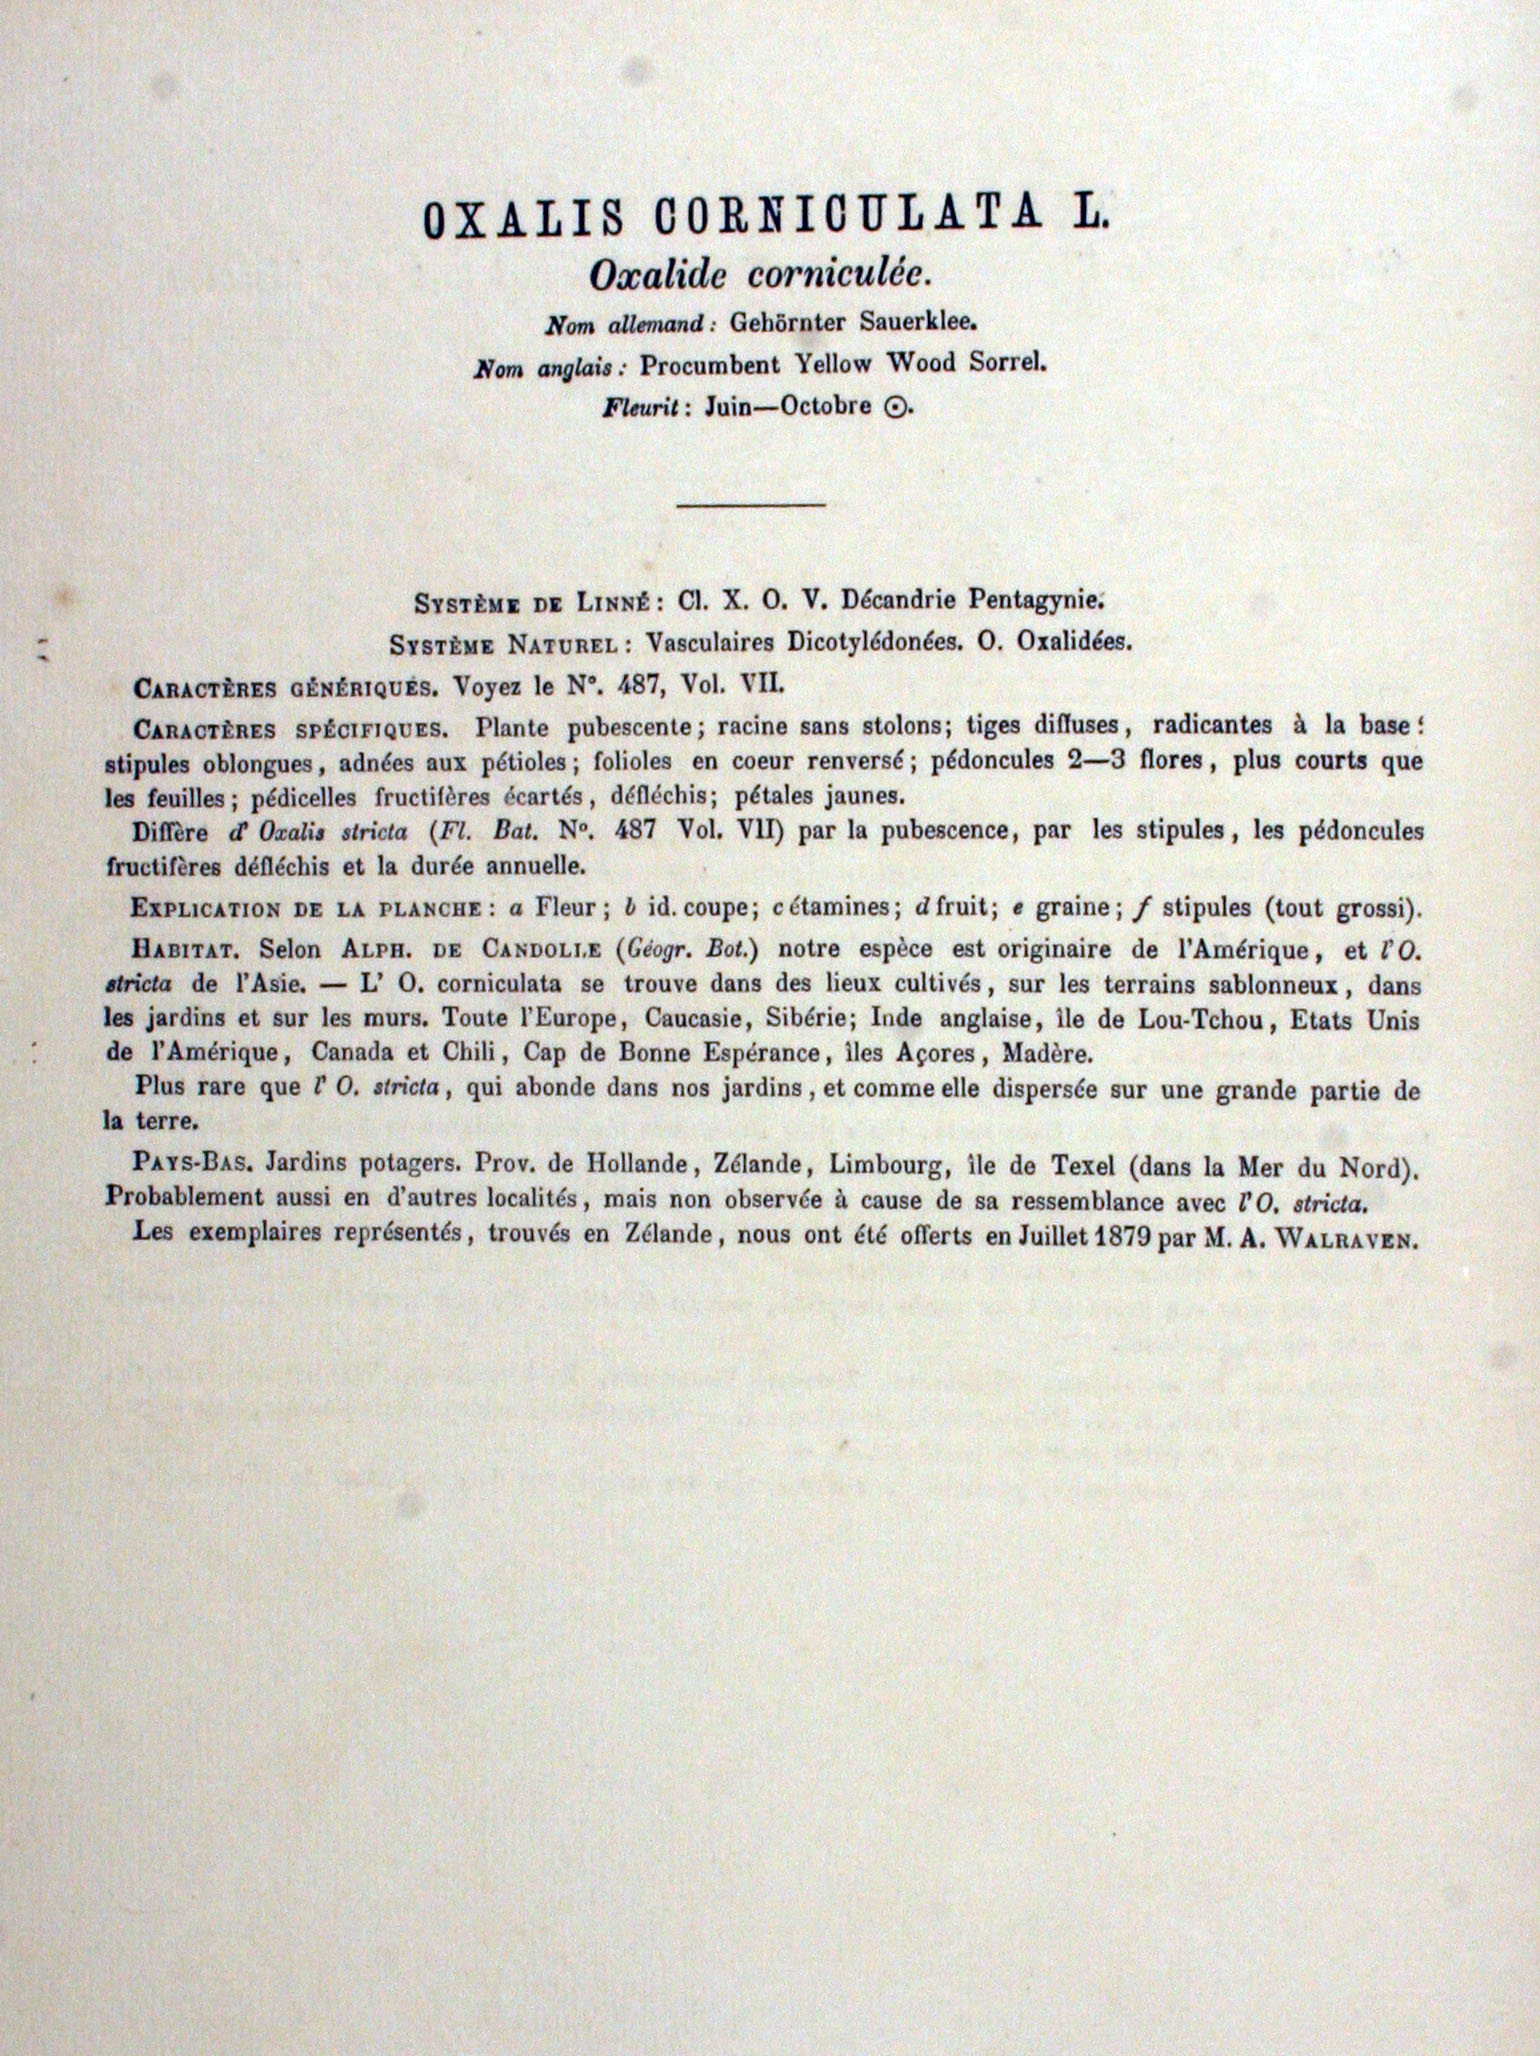 OXALIS CORNICULATA L.
Oxalide corniculée.
Nom allemand: Gehörnter Sauerklee.
Nom anglais: Procumbent Yellow Wood Sorrel.
Fleurit: Juin—Octobre ⊙.
Système de Linné: Cl. X. O. V. Décandrie Pentagynie.
Système Naturel: Vasculaires Dicotylédonées. O. Oxalidées.
Caractères génériques. Voyez le Nº. 487, Vol. VII.
Caractères spécifiques. Plante pubescente; racine sans stolons; tiges diffuses, radicantes à la base:
stipules oblongues, adnées aux pétioles; folioles en coeur renversé; pédoncules 2—3 flores, plus courts que
les feuilles; pédicelles fructifères écartés, défléchis; pétales jaunes.
Diffère d'Oxalis stricta (Fl. Bat. Nº. 487 Vol. VII) par la pubescence, par les stipules, les pédoncules
fructifères défléchis et la durée annuelle.
Explication de la planche: a Fleur; b id. coupe; c étamines; d fruit; e graine; f stipules (tout grossi).
Habitat. Selon Alph. de Candolle (Géogr. Bot.) notre espèce est originaire de l'Amérique, et l'O.
stricta de l'Asie. — L' O. corniculata se trouve dans des lieux cultivés, sur les terrains sablonneux, dans
les jardins et sur les murs. Toute l'Europe, Caucasie, Sibérie; Inde anglaise, île de Lou-Tchou, Etats Unis
de l'Amérique, Canada et Chili, Cap de Bonne Espérance, îles Açores, Madère.
Plus rare que l'O. stricta, qui abonde dans nos jardins, et comme elle dispersée sur une grande partie de
la terre.
Pays-Bas. Jardins potagers. Prov. de Hollande, Zélande, Limbourg, île de Texel (dans la Mer du Nord).
Probablement aussi en d'autres localités, mais non observée à cause de sa ressemblance avec l'O. stricta.
Les exemplaires représentés, trouvés en Zélande, nous ont été offerts en Juillet 1879 par M. A. Walraven.